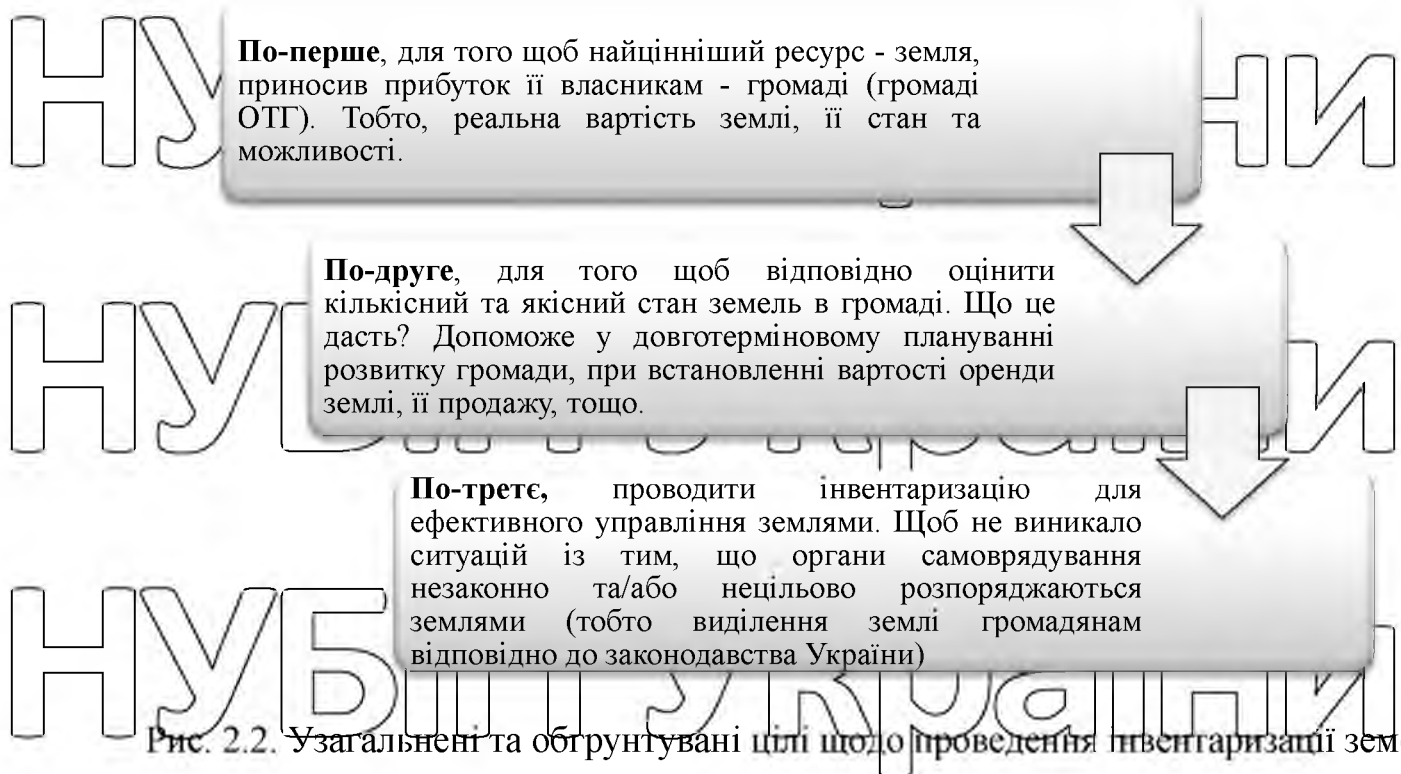 По-перше, для того щоб найцінніший ресурс - земля,
приносив прибуток її власникам - громаді (громаді
ОТГ). Тобто, реальна вартість землі, її стан та
можливості.
По-друге, для того щоб відповідно оцінити
кількісний та якісний стан земель в громаді. Що це
дасть? Допоможе у довготерміновому плануванні
розвитку громади, при встановленні вартості оренди
землі, її продажу, тощо.
По-третє, проводити інвентаризацію для
ефективного управління землями. Щоб не виникало
ситуацій із тим, що органи самоврядування
незаконно та/або нецільово розпоряджаються
землями (тобто виділення землі громадянам
відповідно до законодавства України)
Рис. 2.2. Узагальнені та обгрунтувані цілі щодо проведення інвентаризації зем